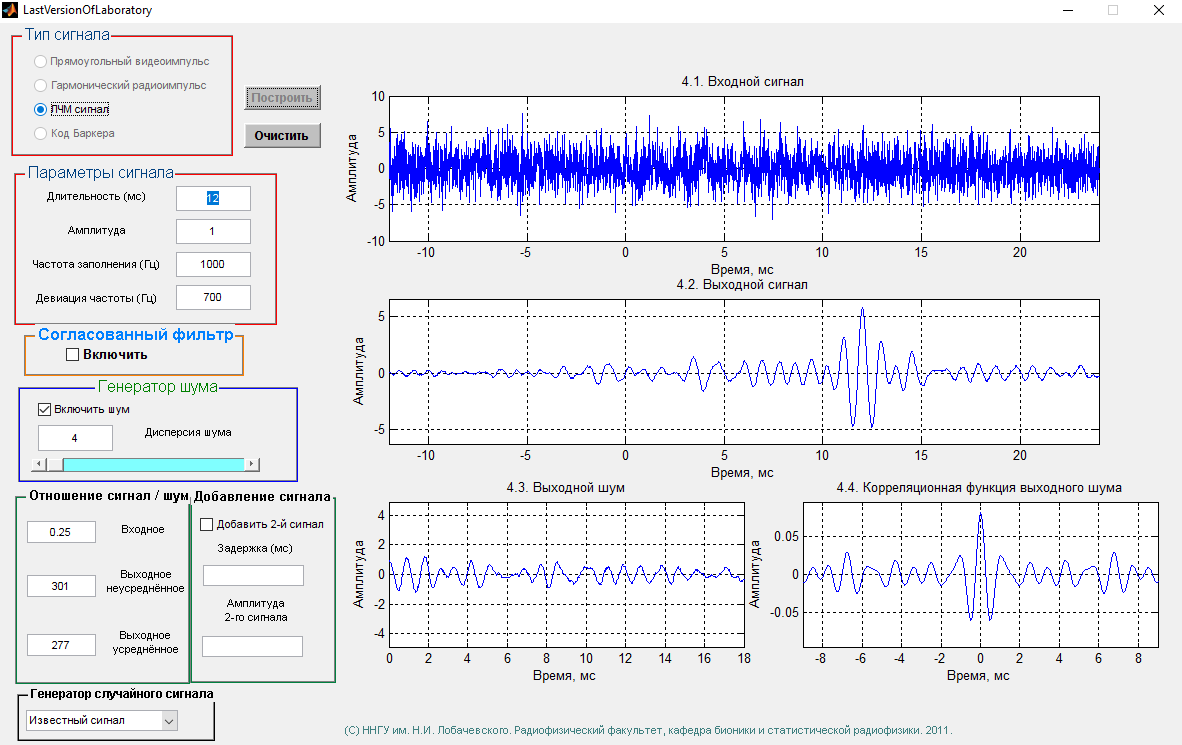 LastVersionOfLaboratory
Тип сигнала
Прямоугольный видеоимпульс
Гармонический радиоимпульс
ЛЧМ сигнал
Код Баркера
Построить
Очистить
Параметры сигнала
Длительность (мс)
12
Амплитуда
1
Частота заполнения (Гц)
1000
Девиация частоты (Гц)
700
Согласованный фильтр
Включить
Генератор шума
Включить шум
4
Дисперсия шума
Отношение сигнал / шум
0.25
Входное
301
Выходное
неусреднённое
277
Выходное
усреднённое
Добавление сигнала
Добавить 2-й сигнал
Задержка (мс)
Амплитуда
2-го сигнала
Генератор случайного сигнала
Известный сигнал
4.1. Входной сигнал
Амплитуда
10
5
0
-5
-10
-10 -5 0 5 10 15 20
Время, мс
4.2. Выходной сигнал
Амплитуда
5
0
-5
-10 -5 0 5 10 15 20
Время, мс
4.3. Выходной шум
Амплитуда
4
2
0
-2
-4
0 2 4 6 8 10 12 14 16 18
Время, мс
4.4. Корреляционная функция выходного шума
Амплитуда
0.05
0
-0.05
-8 -6 -4 -2 0 2 4 6 8
Время, мс
(С) ННГУ им. Н.И. Лобачевского. Радиофизический факультет, кафедра бионики и статистической радиофизики. 2011.